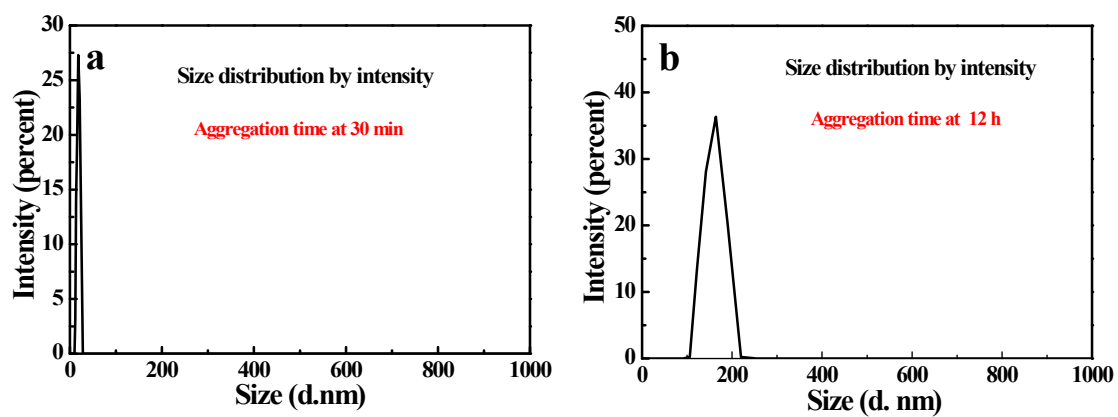 a
Size distribution by intensity
Aggregation time at 30 min
Intensity (percent)
30
25
20
15
10
5
0
0 200 400 600 800 1000
Size (d.nm)
b
Size distribution by intensity
Aggregation time at 12 h
Intensity (percent)
50
40
30
20
10
0
0 200 400 600 800 1000
Size (d. nm)